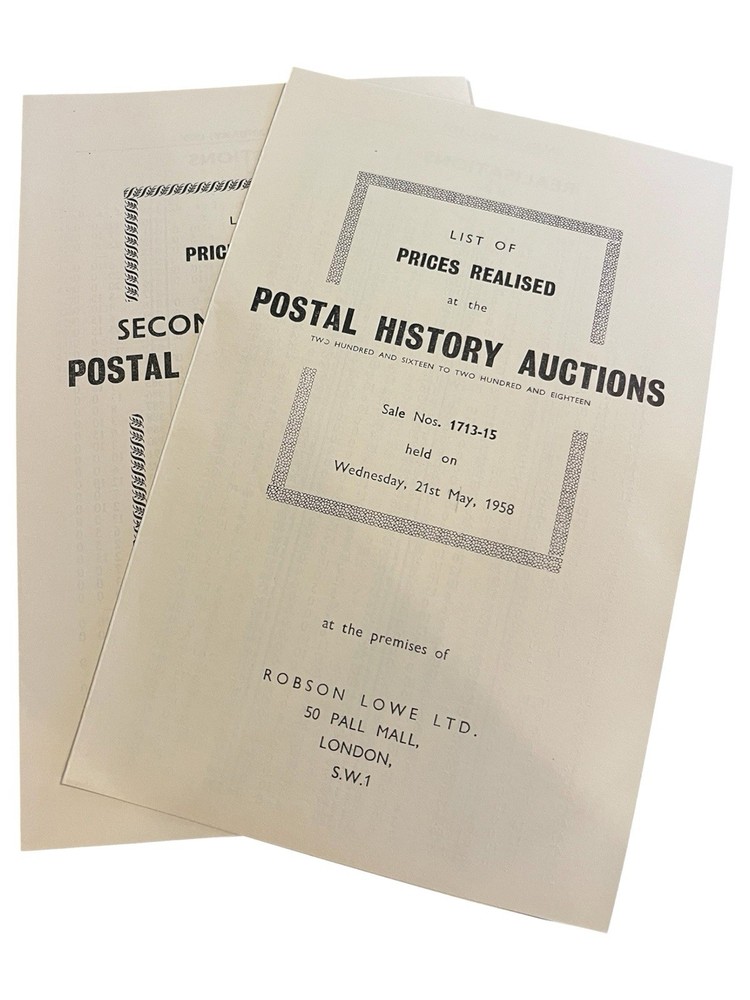 L
PRIC
SECON
POSTAL
LIST OF
PRICES REALISED
at the
POSTAL HISTORY AUCTIONS
TWO HUNDRED AND SIXTEEN TO TWO HUNDRED AND EIGHTEEN
Sale Nos. 1713-15
held on
Wednesday, 21st May, 1958
at the premises of
ROBSON LOWE LTD.
50 PALL MALL,
LONDON,
S.W.1